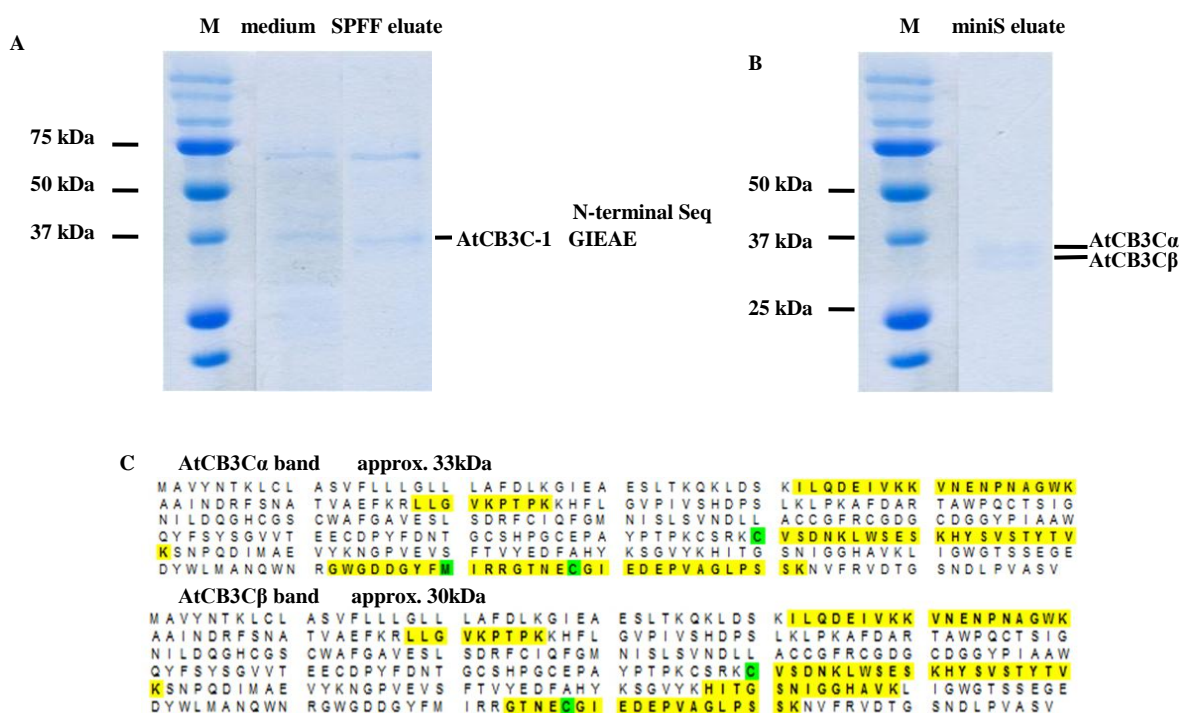 M medium SPFF eluate
A
75 kDa
50 kDa
37 kDa
N-terminal Seq
AtCB3C-1 GIEAE
M miniS eluate
B
50 kDa
37 kDa
25 kDa
AtCB3Cα
AtCB3Cβ
C AtCB3Cα band approx. 33kDa
MAVYNTKLCL ASVFLLLGLL LAFDLKGIEA ESLTKQKLDS KILQDEIVKK VNENPNAGWK
AAINDRFSNA TVAEFKRLLG VKPTPKKHFL GVPIVSHDPS LKLPKAFDAR TAWPQCTSIG
NILDQGHCGS CWAFGAVESL SDRFCIQFGM NISLSVNDLL ACCGFRCGDG CDGGYPIAAW
QYFSYSGVVT EECDPYFDNT GCSHPGCEPA YPTPKCSRKC VSDNKLWSES KHYSVSTYTV
KSNPQDIMAE VYKNGPVEVS FTVYEDFAHY KSGVYKHITG SNIGGHAVKL IGWGTSSEGE
DYWLMANQWN RGWGDDGYFM IRRGTNECGI EDEPVAGLPS SKNVFRVDTG SNDLPVASV
AtCB3Cβ band approx. 30kDa
MAVYNTKLCL ASVFLLLGLL LAFDLKGIEA ESLTKQKLDS KILQDEIVKK VNENPNAGWK
AAINDRFSNA TVAEFKRLLG VKPTPKKHFL GVPIVSHDPS LKLPKAFDAR TAWPQCTSIG
NILDQGHCGS CWAFGAVESL SDRFCIQFGM NISLSVNDLL ACCGFRCGDG CDGGYPIAAW
QYFSYSGVVT EECDPYFDNT GCSHPGCEPA YPTPKCSRKC VSDNKLWSES KHYSVSTYTV
KSNPQDIMAE VYKNGPVEVS FTVYEDFAHY KSGVYKHITG SNIGGHAVKL IGWGTSSEGE
DYWLMANQWN RGWGDDGYFM IRRGTNECGI EDEPVAGLPS SKNVFRVDTG SNDLPVASV